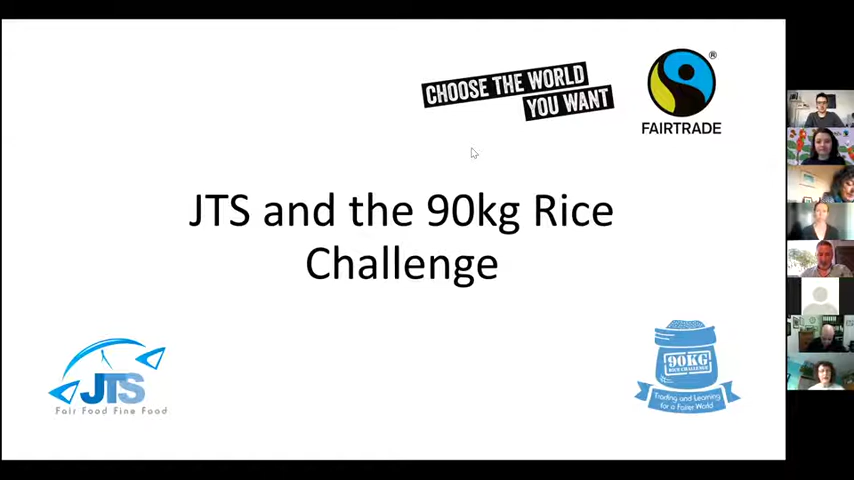 CHOOSE THE WORLD
YOU WANT
®
FAIRTRADE
JTS and the 90kg Rice
Challenge
JTS
Fair Food Fine Food
90KG
RICE CHALLENGE
Trading and Learning
for a Fairer World